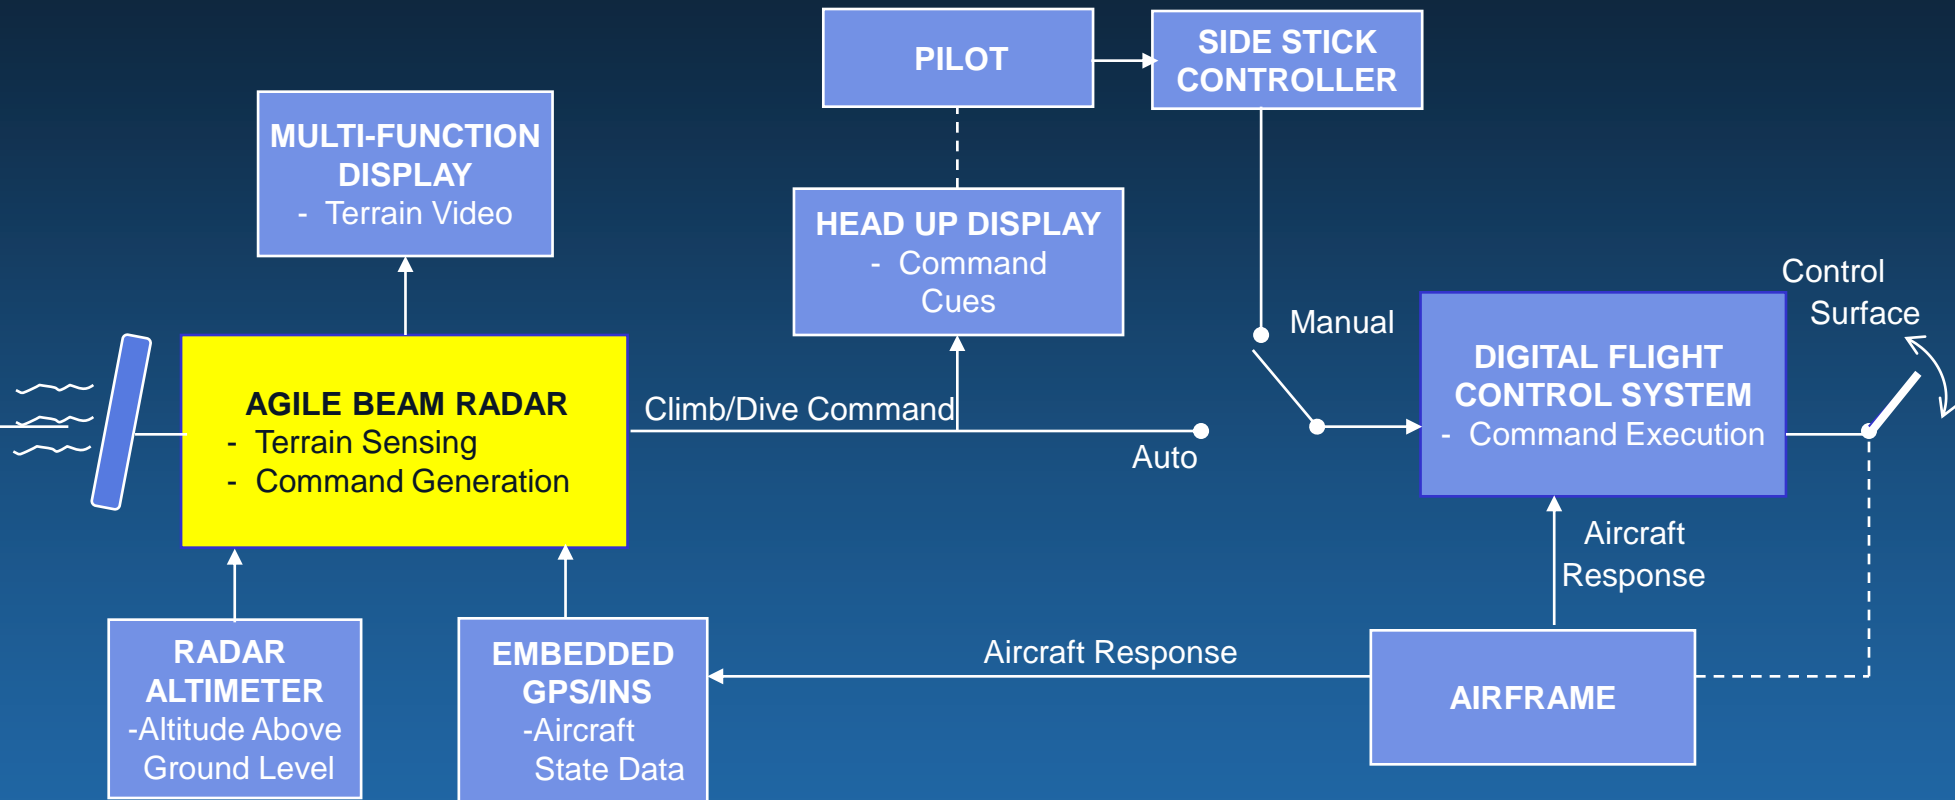 PILOT
SIDE STICK
CONTROLLER
MULTI-FUNCTION
DISPLAY
- Terrain Video
HEAD UP DISPLAY
- Command
Cues
Control
Surface
Manual
DIGITAL FLIGHT
CONTROL SYSTEM
- Command Execution
AGILE BEAM RADAR
- Terrain Sensing
- Command Generation
Climb/Dive Command
Auto
Aircraft
Response
RADAR
ALTIMETER
-Altitude Above
Ground Level
EMBEDDED
GPS/INS
-Aircraft
State Data
Aircraft Response
AIRFRAME